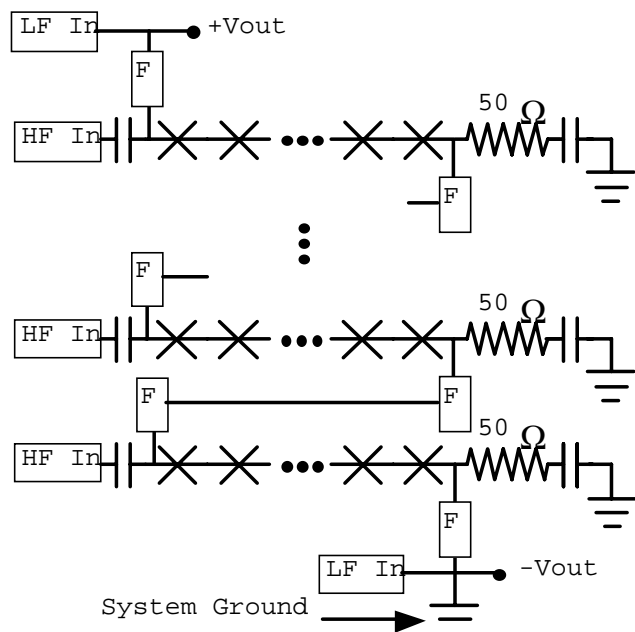 LF In
+Vout
F
HF In
50 Ω
F
F
HF In
50 Ω
F
F
HF In
50 Ω
F
LF In
-Vout
System Ground